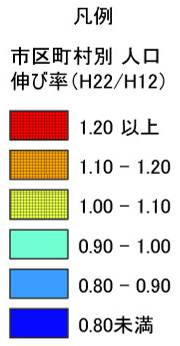 凡例
市区町村別 人口
伸び率(H22/H12)
1.20 以上
1.10 - 1.20
1.00 - 1.10
0.90 - 1.00
0.80 - 0.90
0.80未満